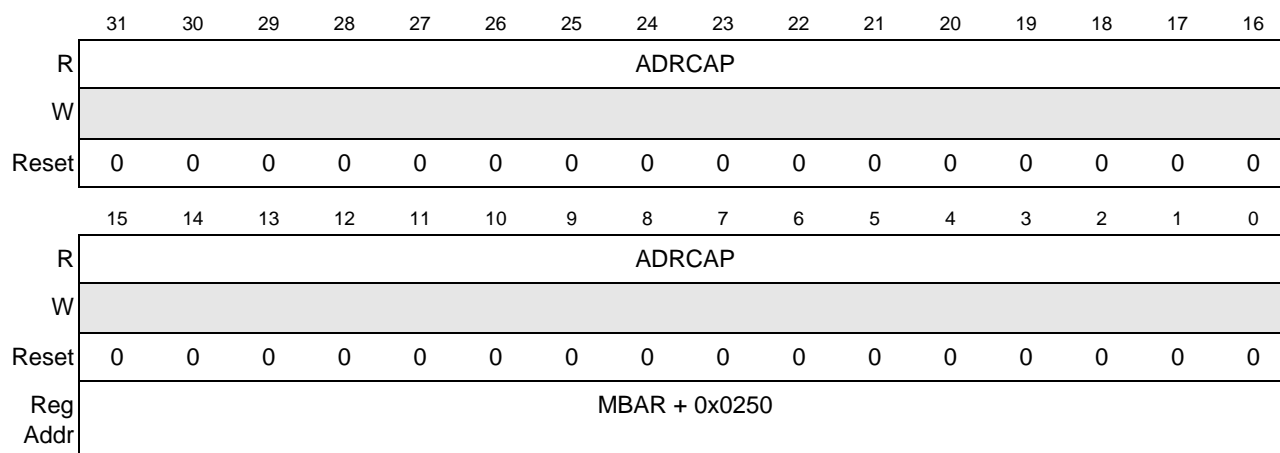 31 30 29 28 27 26 25 24 23 22 21 20 19 18 17 16
R ADRCAP
W
Reset 0 0 0 0 0 0 0 0 0 0 0 0 0 0 0 0
15 14 13 12 11 10 9 8 7 6 5 4 3 2 1 0
R ADRCAP
W
Reset 0 0 0 0 0 0 0 0 0 0 0 0 0 0 0 0
Reg MBAR + 0x0250
Addr